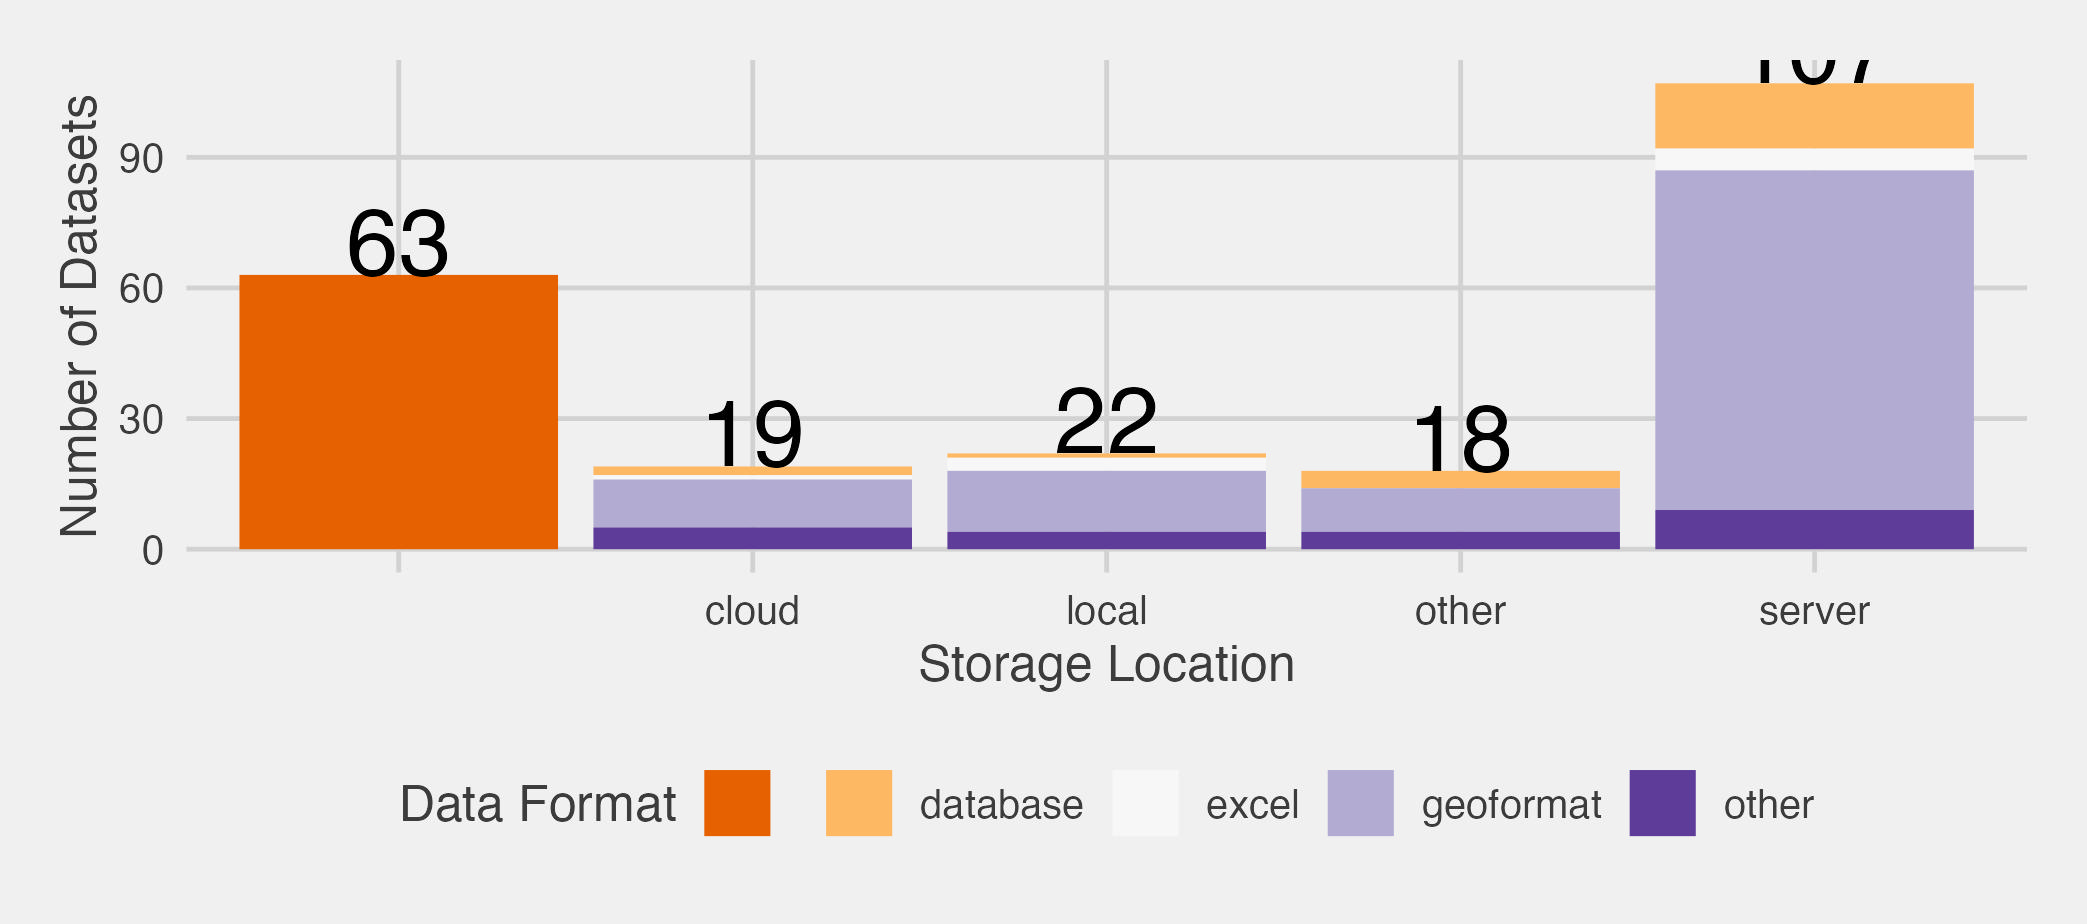 107
90
63
60
22
19
18
30
0
Number of Datasets
cloud local other server
Storage Location
Data Format database excel geoformat other